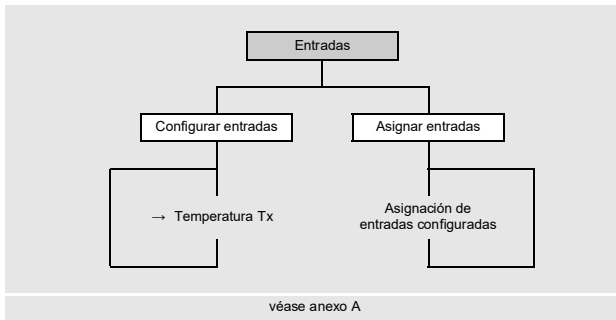 Entradas
Configurar entradas
Asignar entradas
→ Temperatura Tx
Asignación de
entradas configuradas
véase anexo A